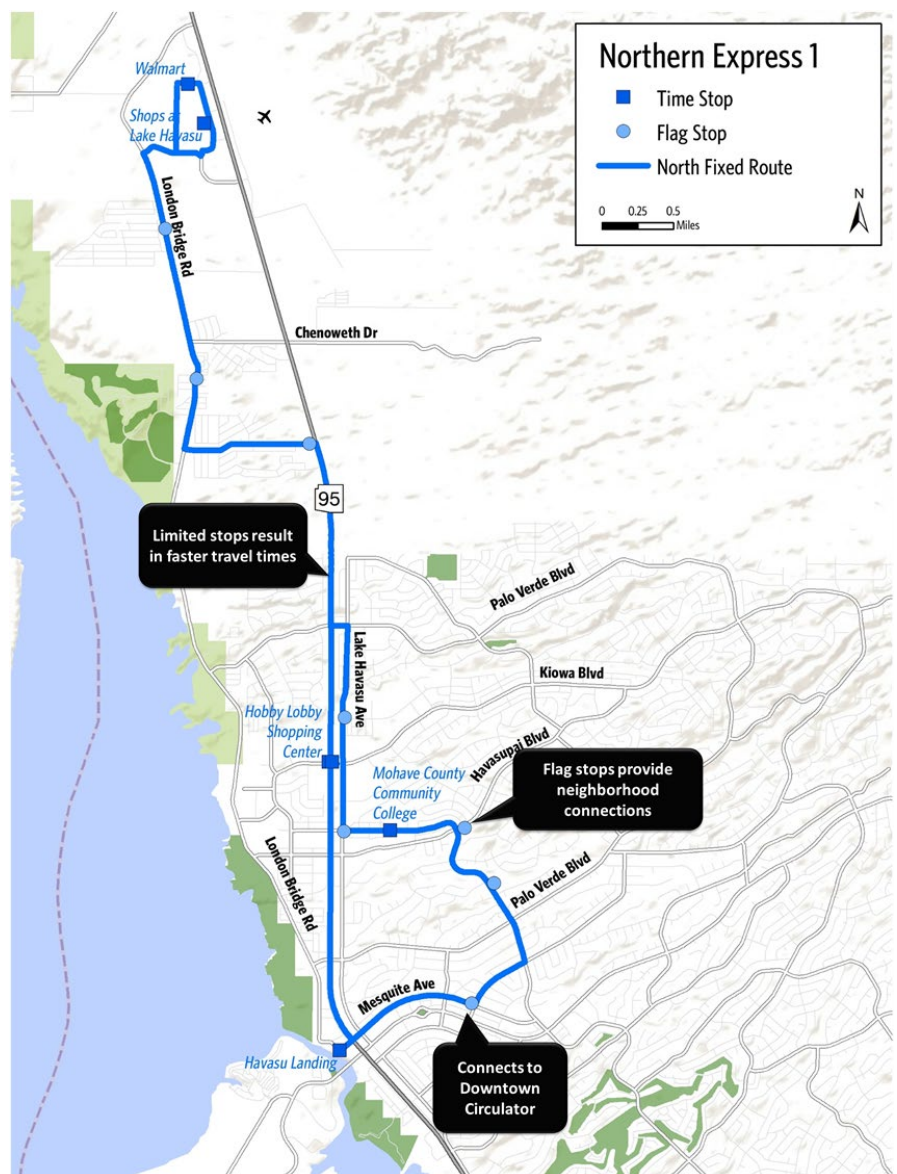 Northern Express 1
Time Stop
Flag Stop
North Fixed Route
0 0.25 0.5
Miles
N
Walmart
Shops at
Lake Havasu
London Bridge Rd
Chenoweth Dr
95
Limited stops result
in faster travel times
Palo Verde Blvd
Lake Havasu Ave
Kiowa Blvd
Hobby Lobby
Shopping
Center
Havasupai Blvd
Mohave County
Community
College
Flag stops provide
neighborhood
connections
London Bridge Rd
Palo Verde Blvd
Mesquite Ave
Havasu Landing
Connects to
Downtown
Circulator